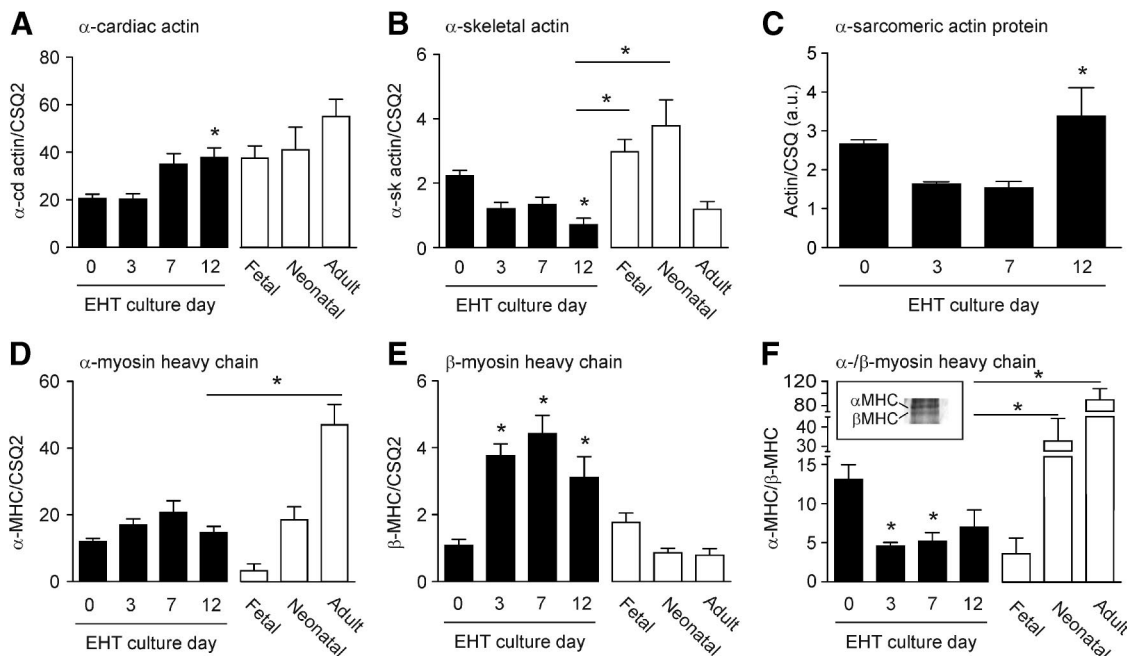 A α-cardiac actin
α-cd actin/CSQ2
80
60
40
20
0
*
0 3 7 12
EHT culture day
Fetal
Neonatal
Adult
B α-skeletal actin
α-sk actin/CSQ2
6
4
2
0
*
*
*
0 3 7 12
EHT culture day
Fetal
Neonatal
Adult
C α-sarcomeric actin protein
Actin/CSQ (a.u.)
5
4
3
2
1
0
*
0 3 7 12
EHT culture day
D α-myosin heavy chain
α-MHC/CSQ2
60
40
20
0
*
0 3 7 12
EHT culture day
Fetal
Neonatal
Adult
E β-myosin heavy chain
β-MHC/CSQ2
6
4
2
0
* * *
0 3 7 12
EHT culture day
Fetal
Neonatal
Adult
F α-/β-myosin heavy chain
α-MHC/β-MHC
120
80
40
30
15
10
5
0
αMHC
βMHC
*
*
* *
0 3 7 12
EHT culture day
Fetal
Neonatal
Adult